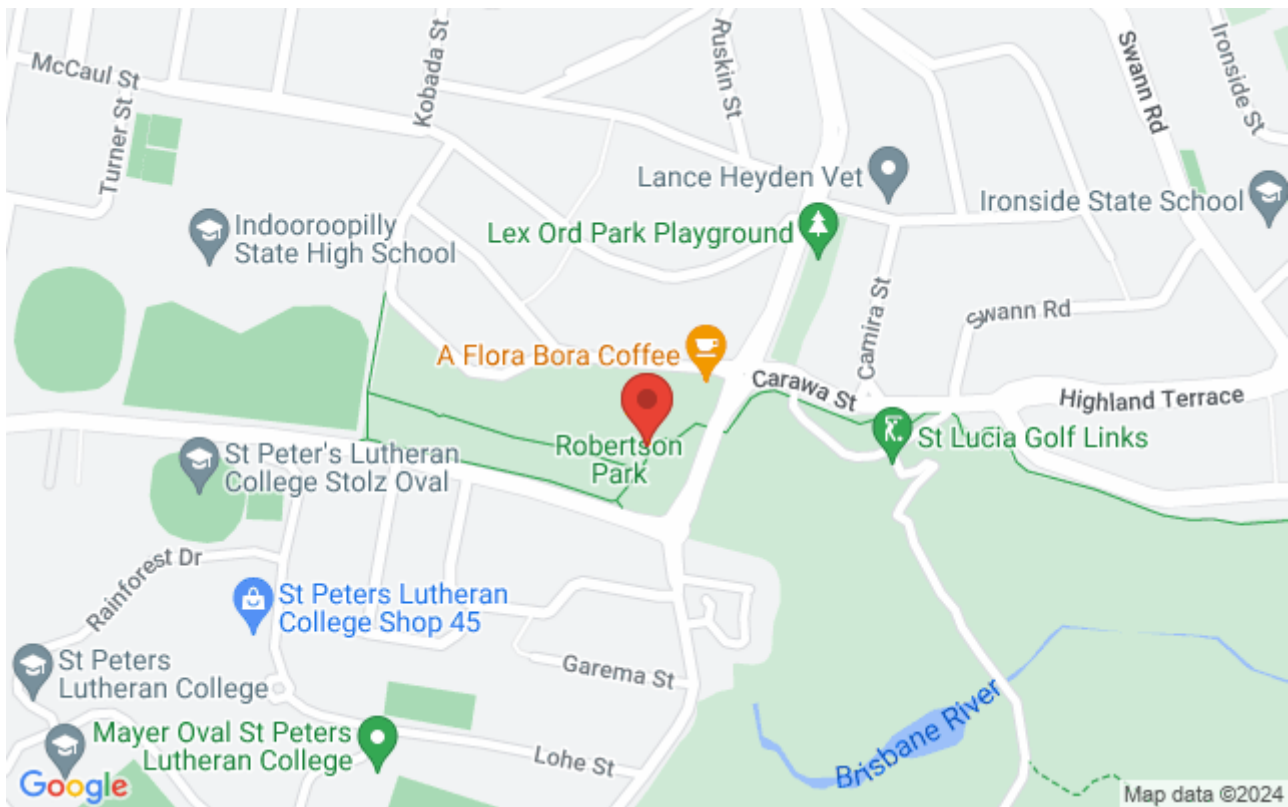 McCaul St
Kobada St
Ruskin St
Swann Rd
Ironside St
Turner St
Lance Heyden Vet
Ironside State School
Indooroopilly
State High School
Lex Ord Park Playground
Camira St
Swann Rd
A Flora Bora Coffee
Carawa St
Highland Terrace
Robertson
Park
St Lucia Golf Links
St Peter's Lutheran
College Stolz Oval
Rainforest Dr
St Peters Lutheran
College Shop 45
St Peters
Lutheran College
Garema St
Mayer Oval St Peters
Lutheran College
Lohe St
Brisbane River
Google
Map data ©2024